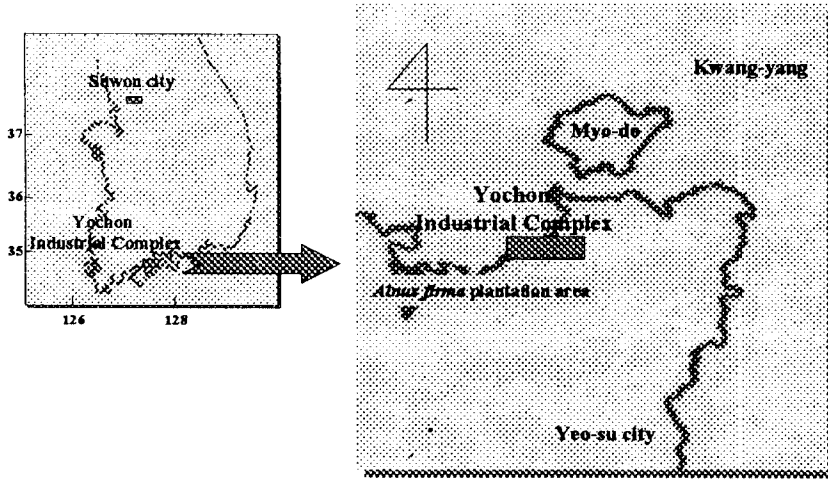 Suwon city
37
36
35
Yochon
Industrial Complex
126
128
Kwang-yang
Myo-do
Yochon
Industrial Complex
Alnus firma plantation area
Yeo-su city